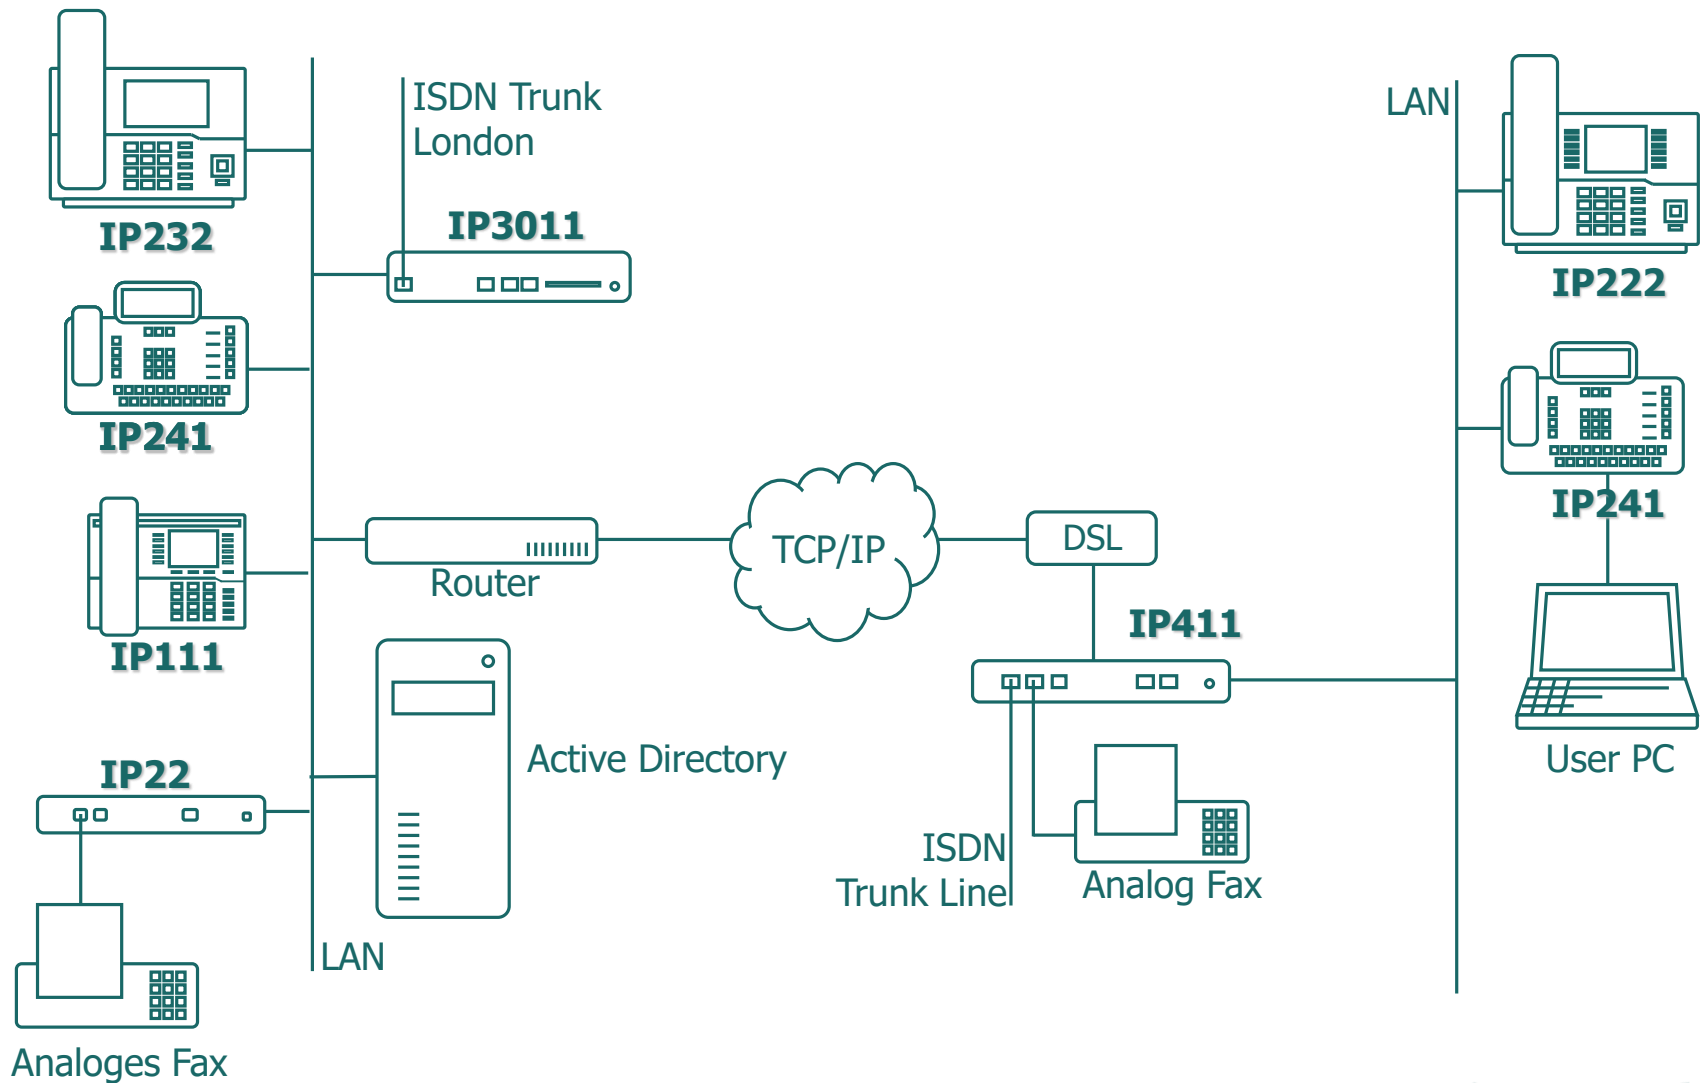 ISDN Trunk
London
LAN
IP232
IP3011
IP222
IP241
IP241
TCP/IP
DSL
Router
IP411
IP111
Active Directory
User PC
IP22
ISDN
Trunk Line
Analog Fax
LAN
Analoges Fax